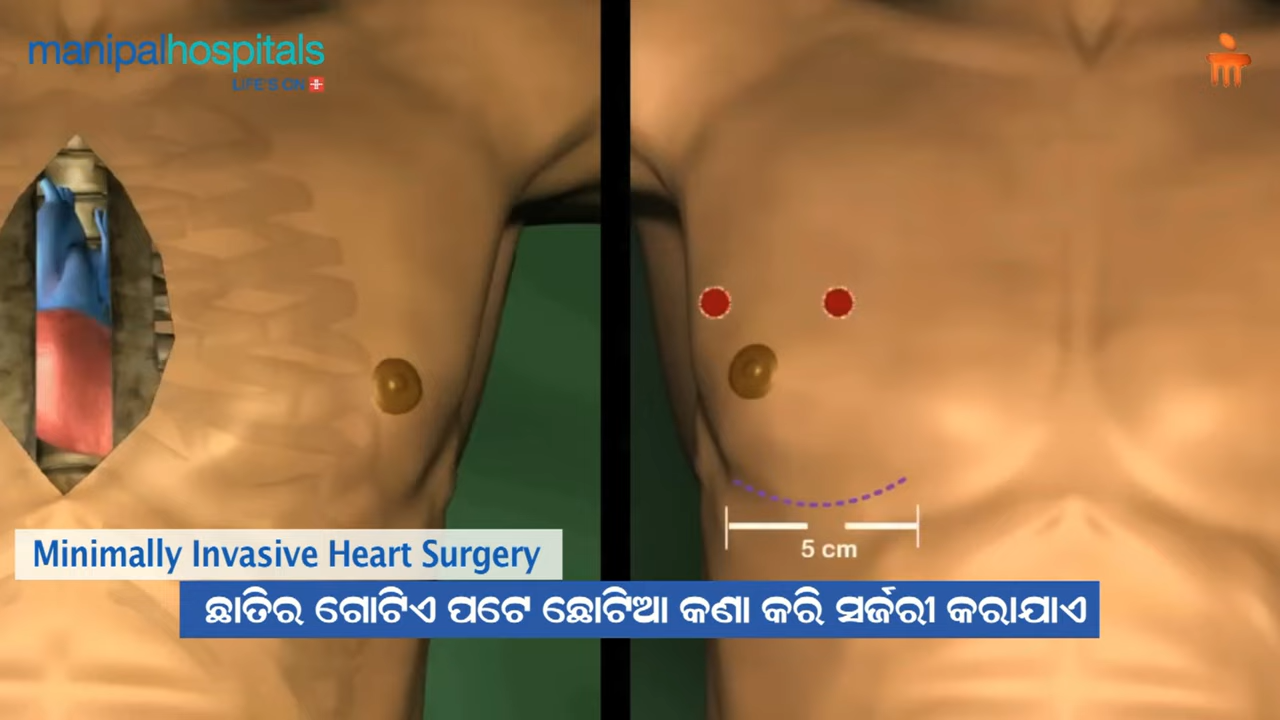 manipalhospitals
LIFE'S ON
5 cm
Minimally Invasive Heart Surgery
ଛାତିର ଗୋଟିଏ ପଟେ ଛୋଟିଆ କଣା କରି ସର୍ଜରୀ କରାଯାଏ